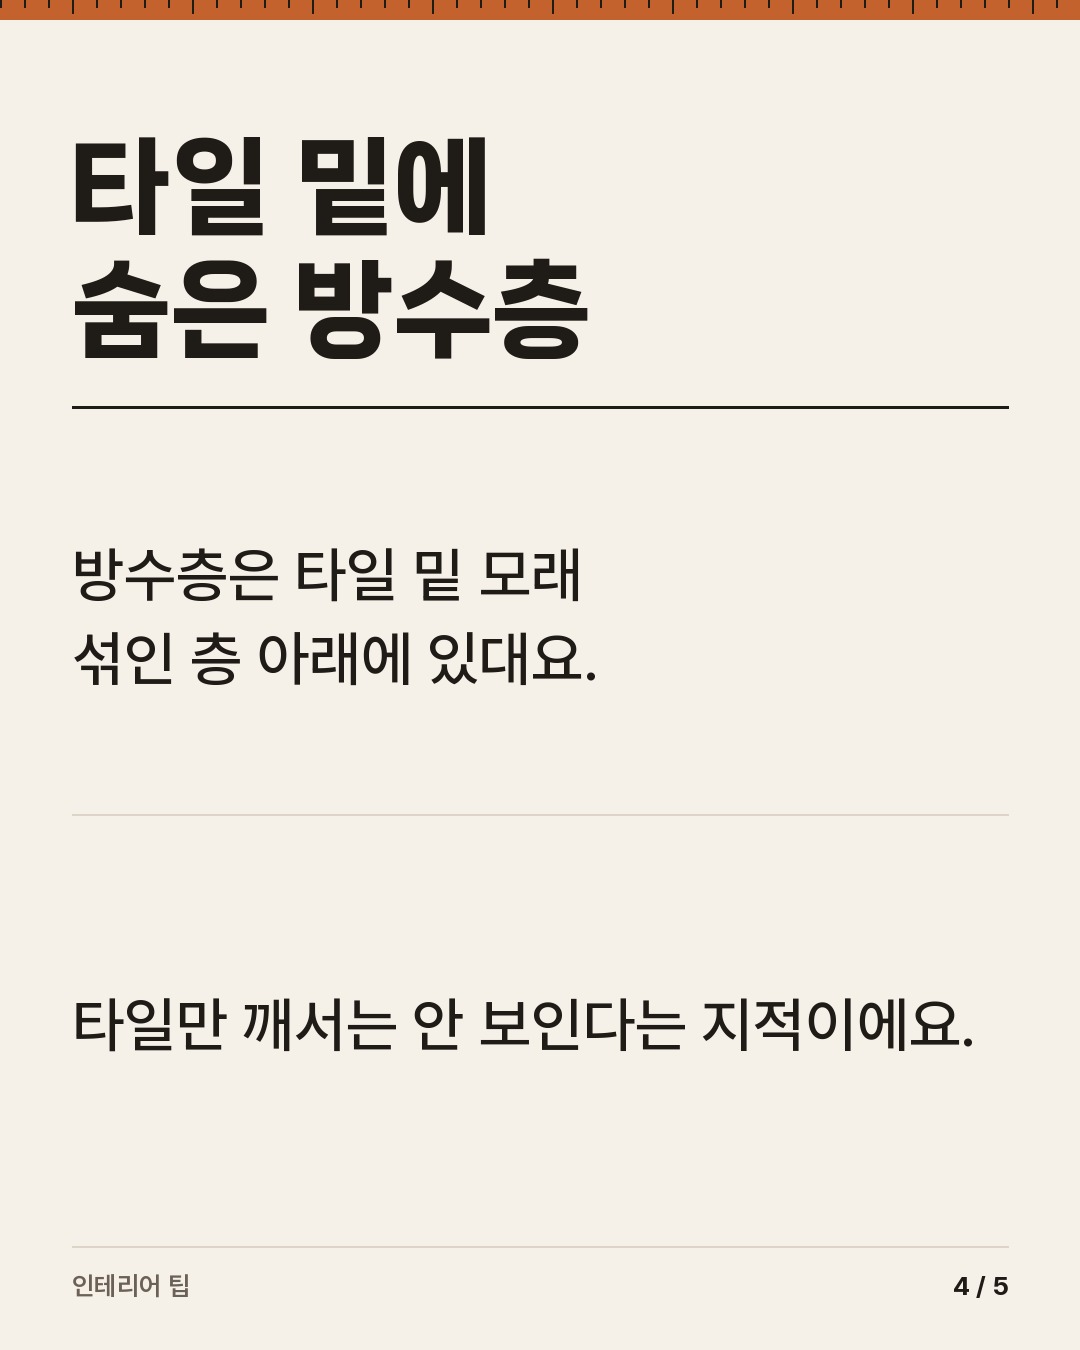 타일 밑에
숨은 방수층
방수층은 타일 밑 모래
섞인 층 아래에 있대요.
타일만 깨서는 안 보인다는 지적이에요.
인테리어 팁
4 / 5